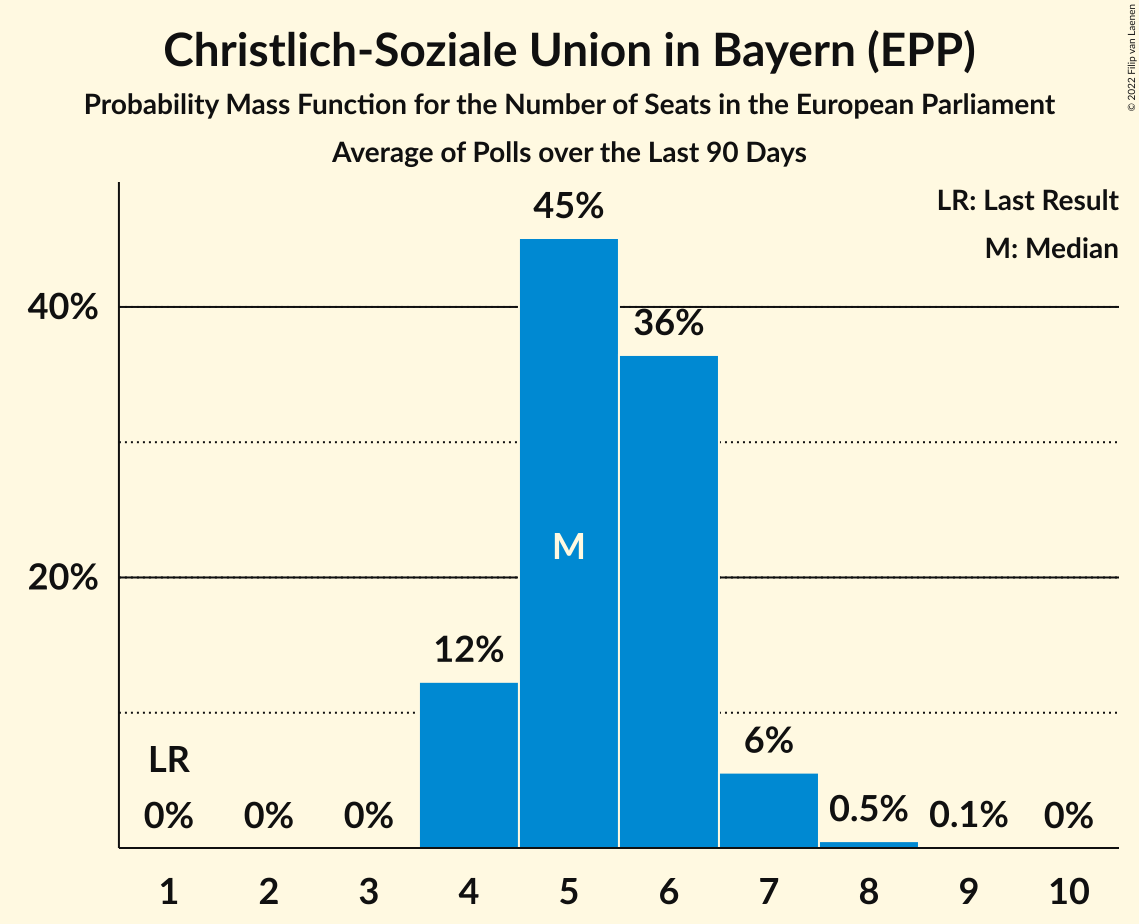 Christlich-Soziale Union in Bayern (EPP)
Probability Mass Function for the Number of Seats in the European Parliament
Average of Polls over the Last 90 Days
© 2022 Filip van Laenen
LR: Last Result
M: Median
45%
40%
36%
M
20%
12%
6%
LR
0% 0% 0% 0.5% 0.1% 0%
1 2 3 4 5 6 7 8 9 10